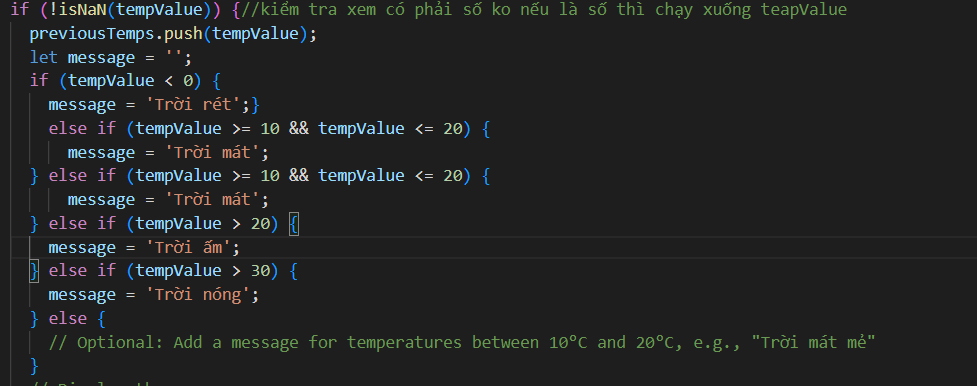 if (!isNaN(tempValue)) {//kiểm tra xem có phải số ko nếu là số thì chạy xuống teapValue
previousTemps.push(tempValue);
let message = '';
if (tempValue < 0) {
message = 'Trời rét';}
else if (tempValue >= 10 && tempValue <= 20) {
message = 'Trời mát';
} else if (tempValue >= 10 && tempValue <= 20) {
message = 'Trời mát';
} else if (tempValue > 20) {
message = 'Trời ấm';
} else if (tempValue > 30) {
message = 'Trời nóng';
} else {
// Optional: Add a message for temperatures between 10°C and 20°C, e.g., "Trời mát mẻ"
}